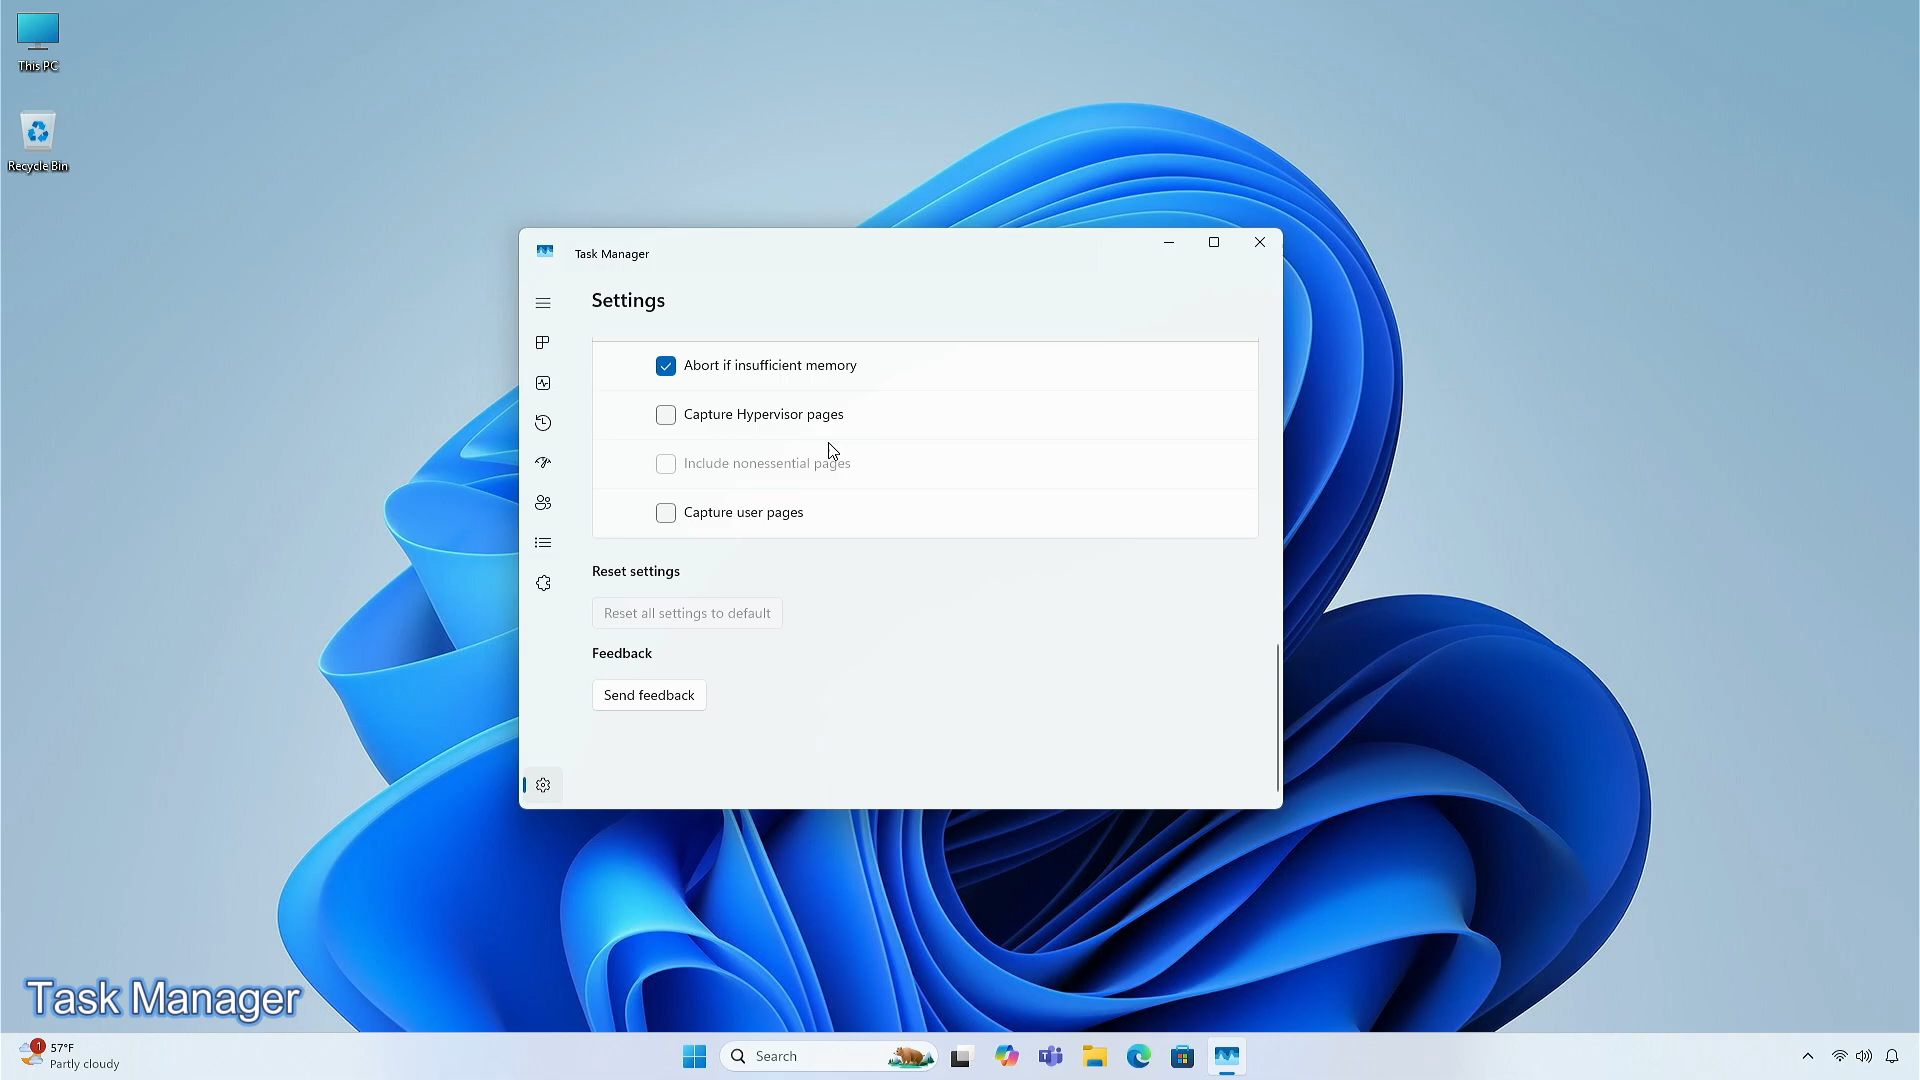 This PC
Recycle Bin
Task Manager
Settings
Abort if insufficient memory
Capture Hypervisor pages
Include nonessential pages
Capture user pages
Reset settings
Reset all settings to default
Feedback
Send feedback
Task Manager
1
57°F
Partly cloudy
Search